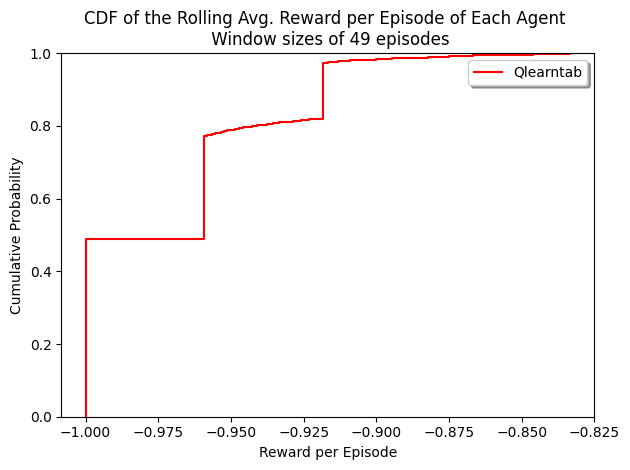 CDF of the Rolling Avg. Reward per Episode of Each Agent
Window sizes of 49 episodes
Qlearntab
Cumulative Probability
1.0
0.8
0.6
0.4
0.2
0.0
−1.000 −0.975 −0.950 −0.925 −0.900 −0.875 −0.850 −0.825
Reward per Episode